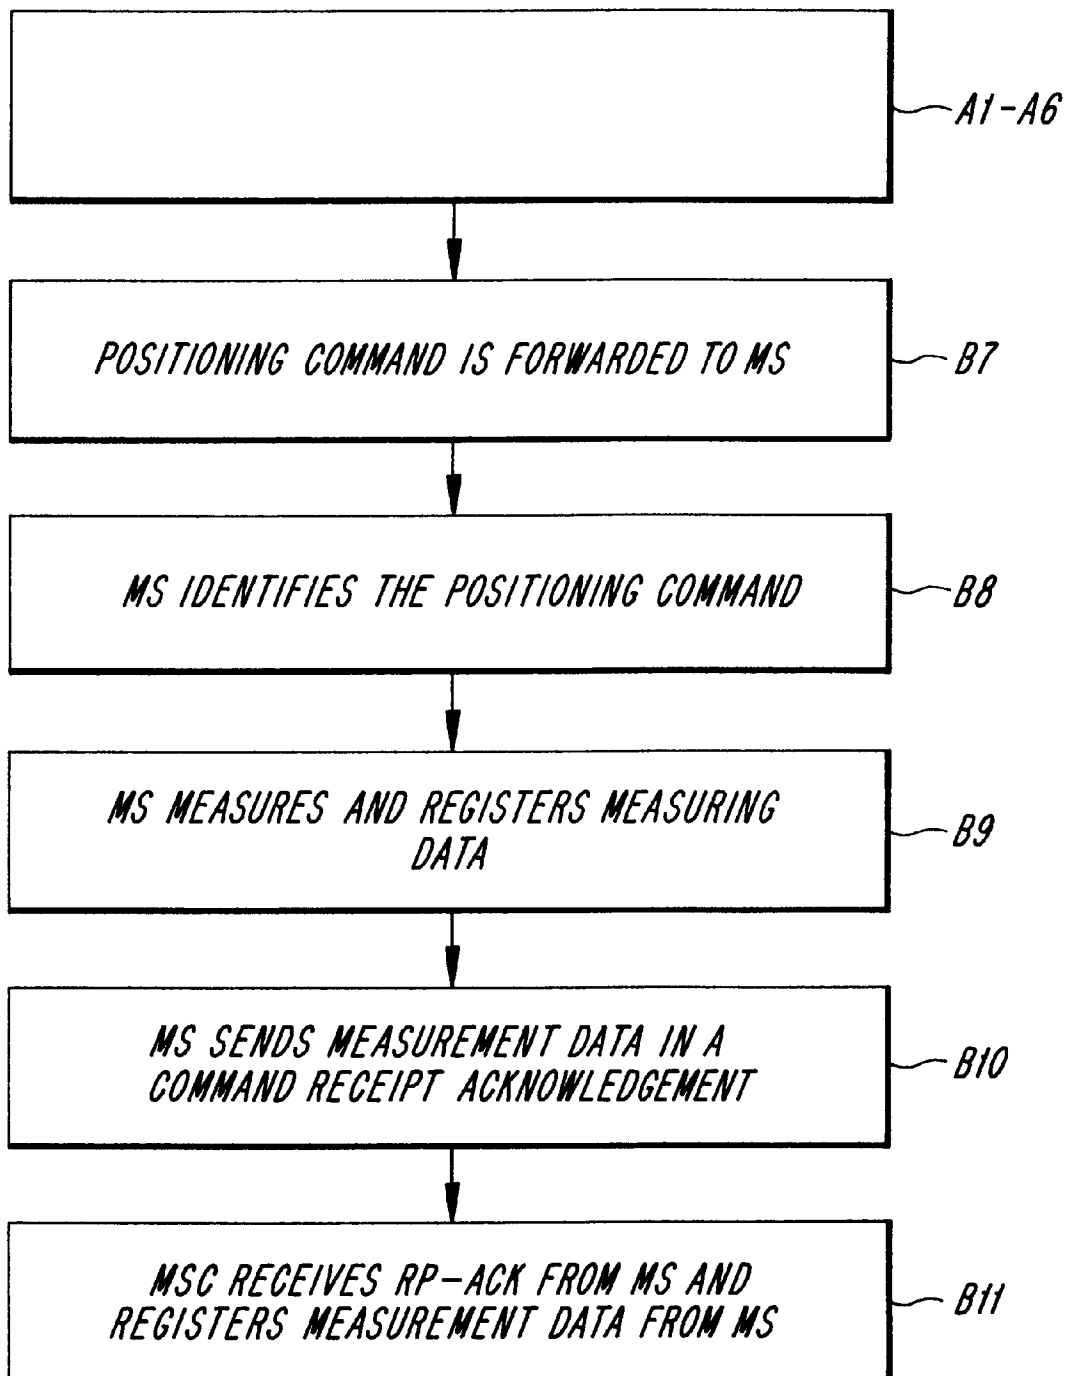 A1-A6
POSITIONING COMMAND IS FORWARDED TO MS
B7
MS IDENTIFIES THE POSITIONING COMMAND
B8
MS MEASURES AND REGISTERS MEASURING
DATA
B9
MS SENDS MEASUREMENT DATA IN A
COMMAND RECEIPT ACKNOWLEDGEMENT
B10
MSC RECEIVES RP-ACK FROM MS AND
REGISTERS MEASUREMENT DATA FROM MS
B11